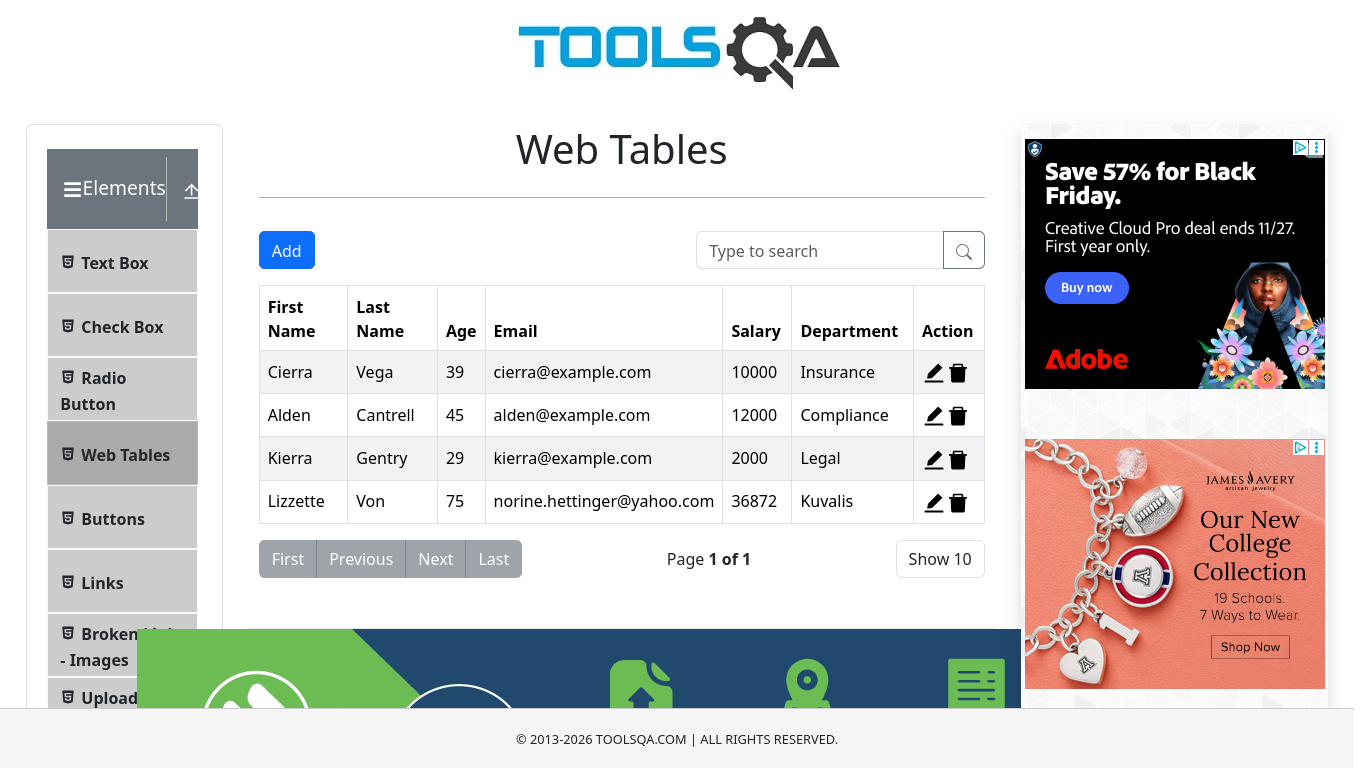 TOOLSQA
Elements
Text Box
Check Box
Radio
Button
Web Tables
Buttons
Links
Broken
- Images
Upload
Web Tables
Add
Type to search
First Name Last Name Age Email Salary Department Action
Cierra Vega 39 cierra@example.com 10000 Insurance
Alden Cantrell 45 alden@example.com 12000 Compliance
Kierra Gentry 29 kierra@example.com 2000 Legal
Lizzette Von 75 norine.hettinger@yahoo.com 36872 Kuvalis
First Previous Next Last
Page 1 of 1
Show 10
Save 57% for Black
Friday.
Creative Cloud Pro deal ends 11/27.
First year only.
Buy now
Adobe
JAMES AVERY
artisan jewelry
Our New
College
Collection
19 Schools.
7 Ways to Wear.
Shop Now
© 2013-2026 TOOLSQA.COM | ALL RIGHTS RESERVED.